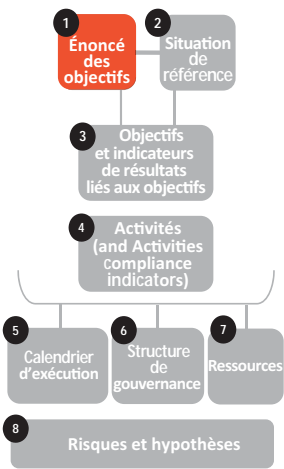 1
Énoncé
des
objectifs
2
Situation
de
référence
3
Objectifs
et indicateurs
de résultats
liés aux objectifs
4
Activités
(and Activities
Compliance
indicators)
5
Calendrier
d'exécution
6
Structure
de
gouvernance
7
Ressources
8
Risques et hypothèses